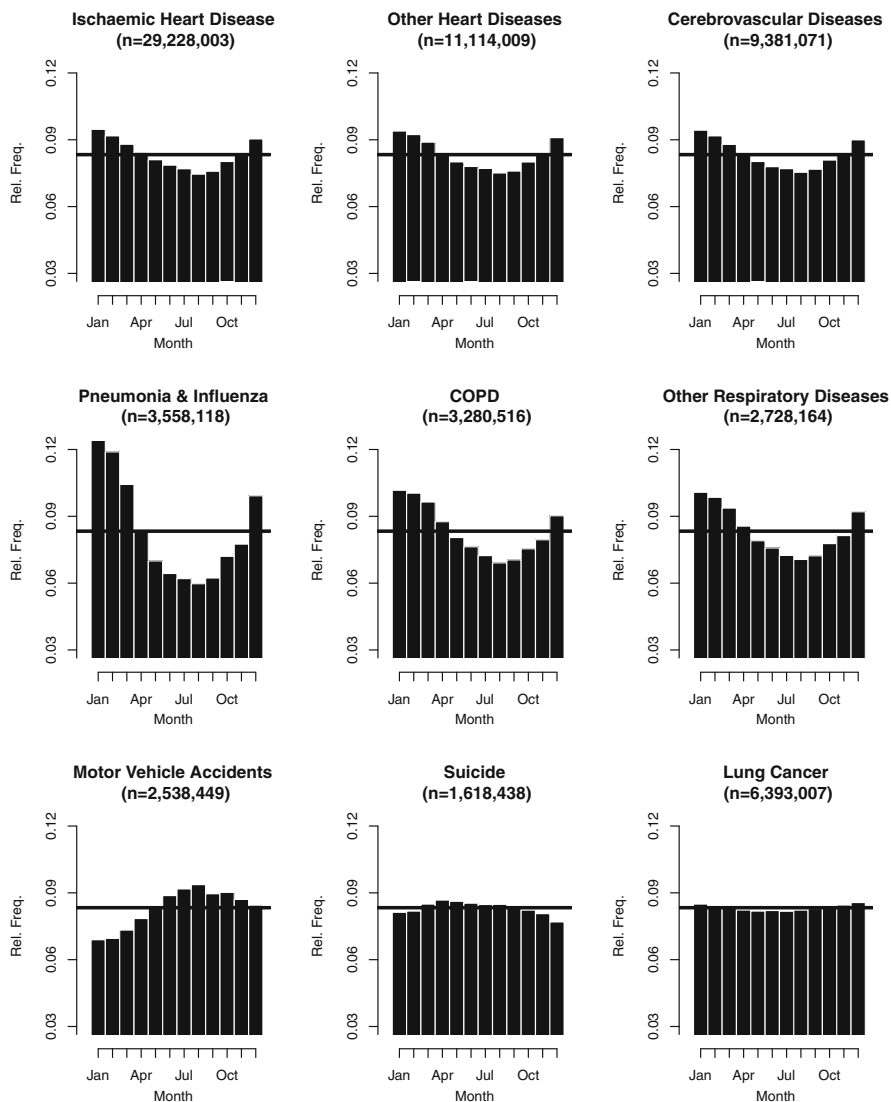 Ischaemic Heart Disease
(n=29,228,003)
Rel. Freq.
0.12
0.09
0.06
0.03
Jan Apr Jul Oct
Month
Other Heart Diseases
(n=11,114,009)
Rel. Freq.
0.12
0.09
0.06
0.03
Jan Apr Jul Oct
Month
Cerebrovascular Diseases
(n=9,381,071)
Rel. Freq.
0.12
0.09
0.06
0.03
Jan Apr Jul Oct
Month
Pneumonia & Influenza
(n=3,558,118)
Rel. Freq.
0.12
0.09
0.06
0.03
Jan Apr Jul Oct
Month
COPD
(n=3,280,516)
Rel. Freq.
0.12
0.09
0.06
0.03
Jan Apr Jul Oct
Month
Other Respiratory Diseases
(n=2,728,164)
Rel. Freq.
0.12
0.09
0.06
0.03
Jan Apr Jul Oct
Month
Motor Vehicle Accidents
(n=2,538,449)
Rel. Freq.
0.12
0.09
0.06
0.03
Jan Apr Jul Oct
Month
Suicide
(n=1,618,438)
Rel. Freq.
0.12
0.09
0.06
0.03
Jan Apr Jul Oct
Month
Lung Cancer
(n=6,393,007)
Rel. Freq.
0.12
0.09
0.06
0.03
Jan Apr Jul Oct
Month